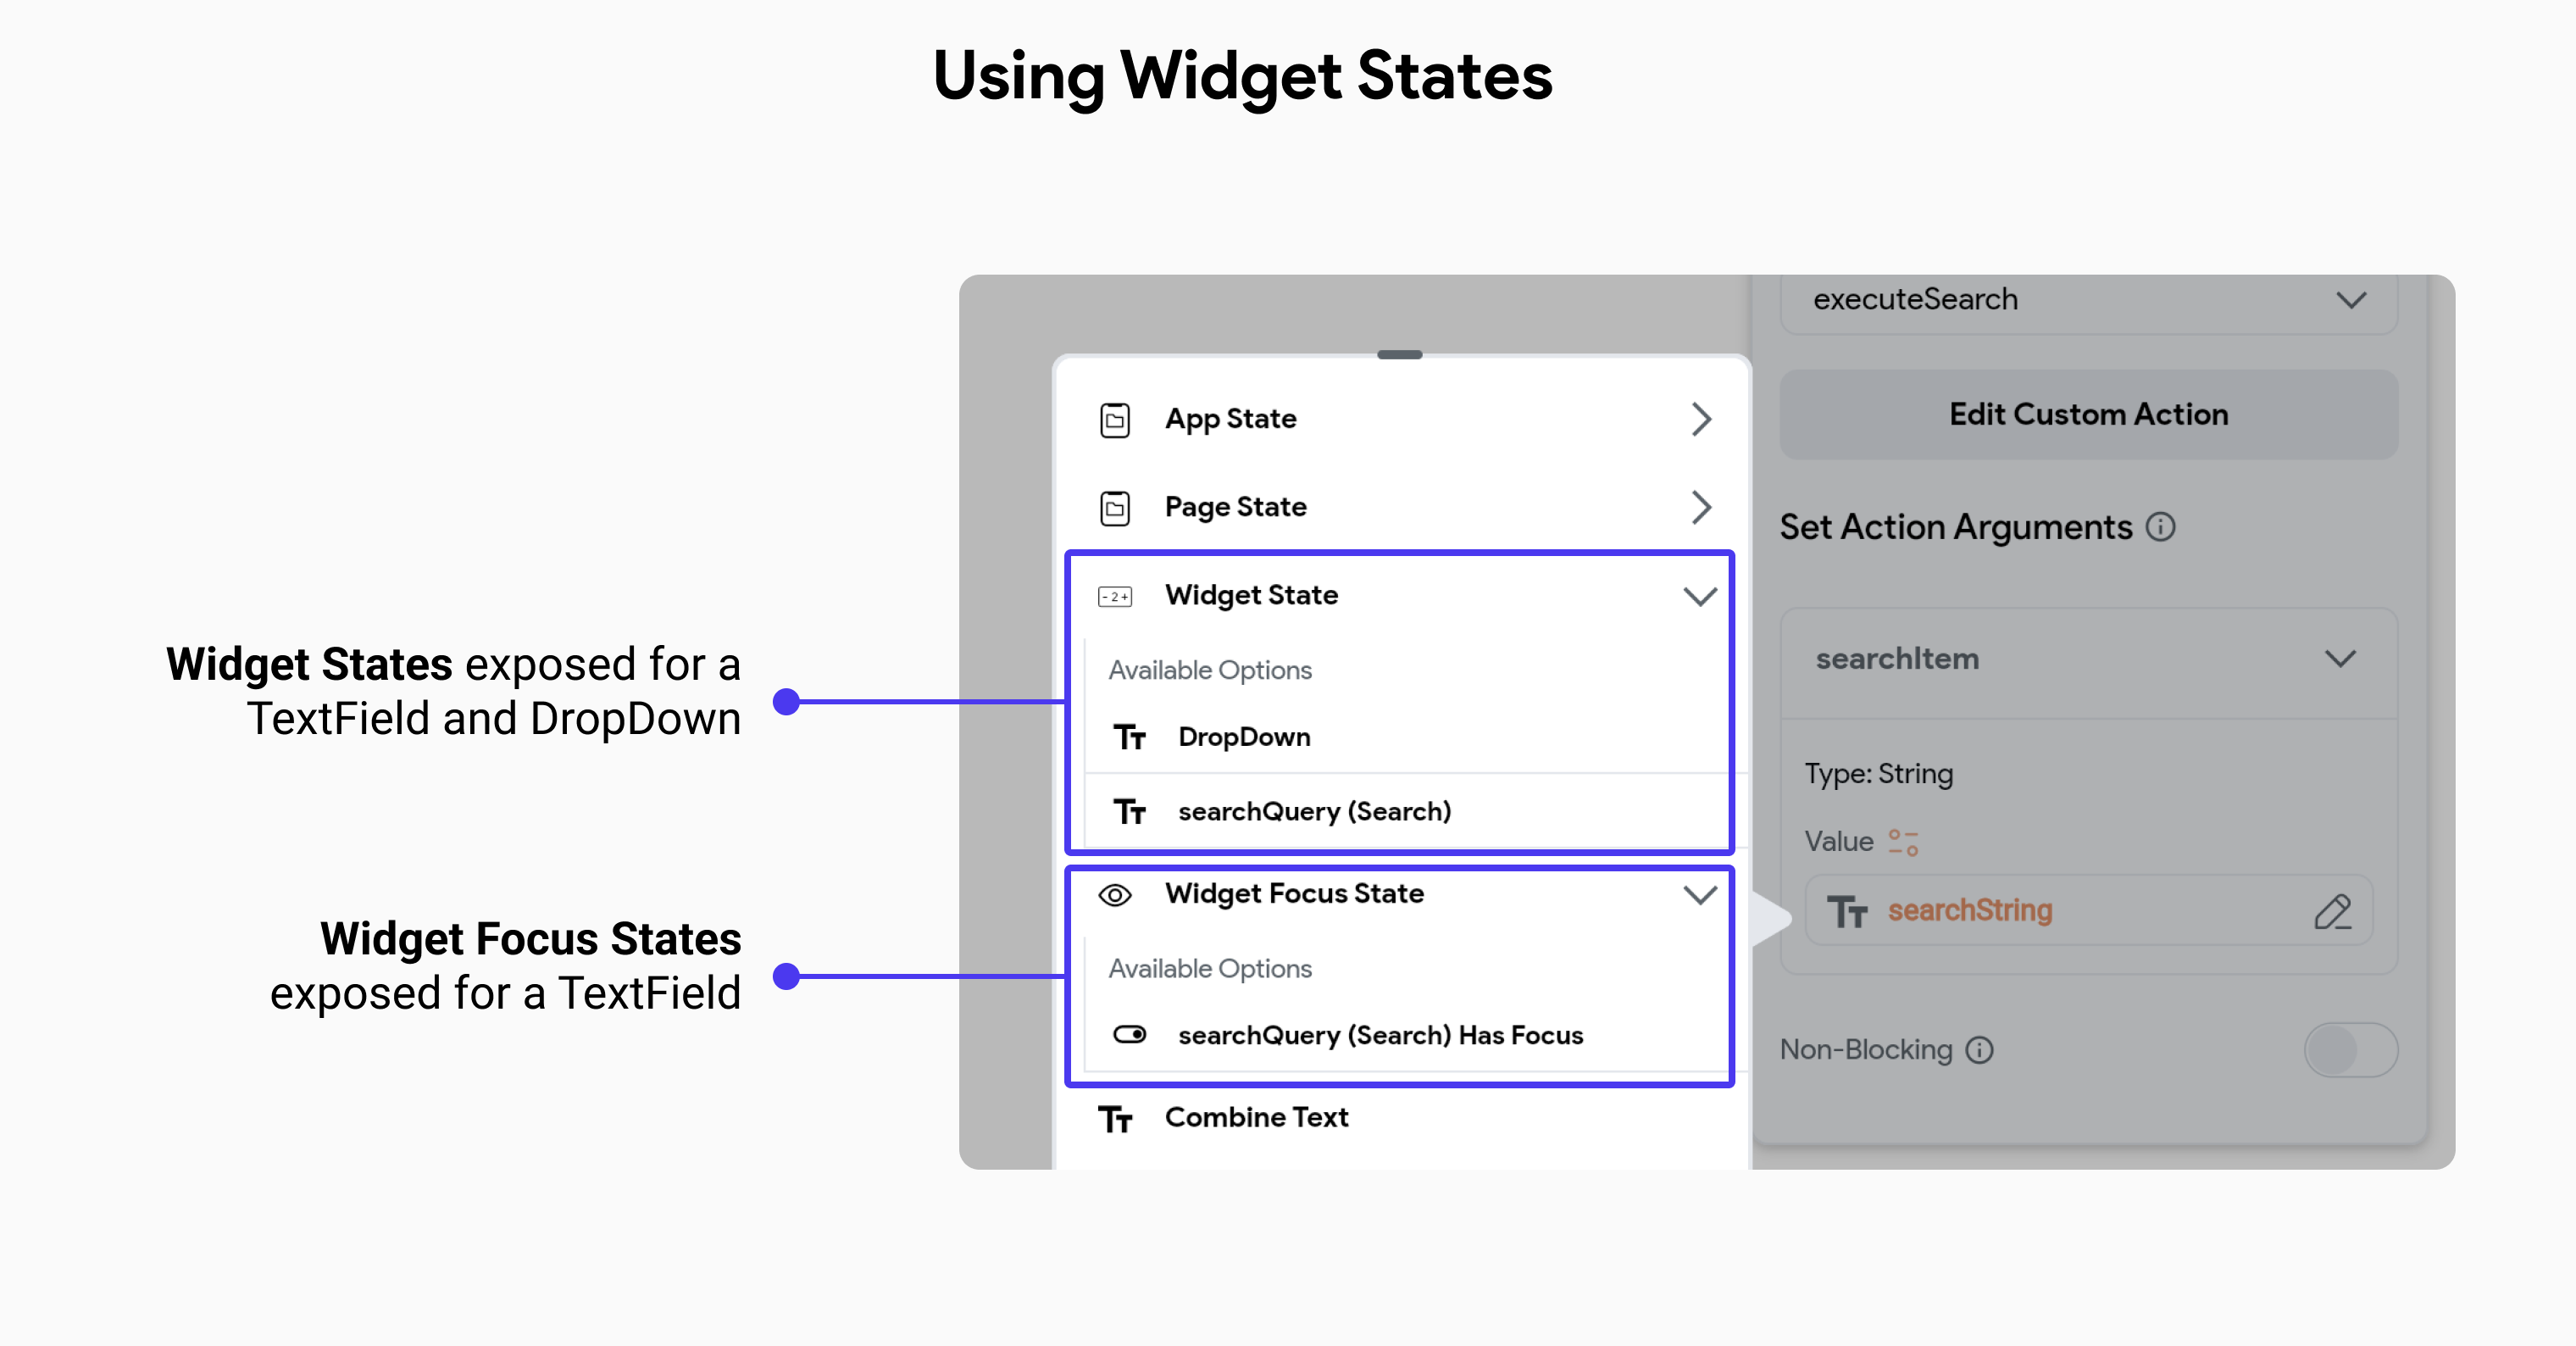 Using Widget States
Widget States exposed for a
TextField and DropDown
Widget Focus States
exposed for a TextField
App State
Page State
- 2 +
Widget State
Available Options
DropDown
searchQuery (Search)
Widget Focus State
Available Options
searchQuery (Search) Has Focus
Combine Text
executeSearch
Edit Custom Action
Set Action Arguments
searchItem
Type: String
Value
searchString
Non-Blocking